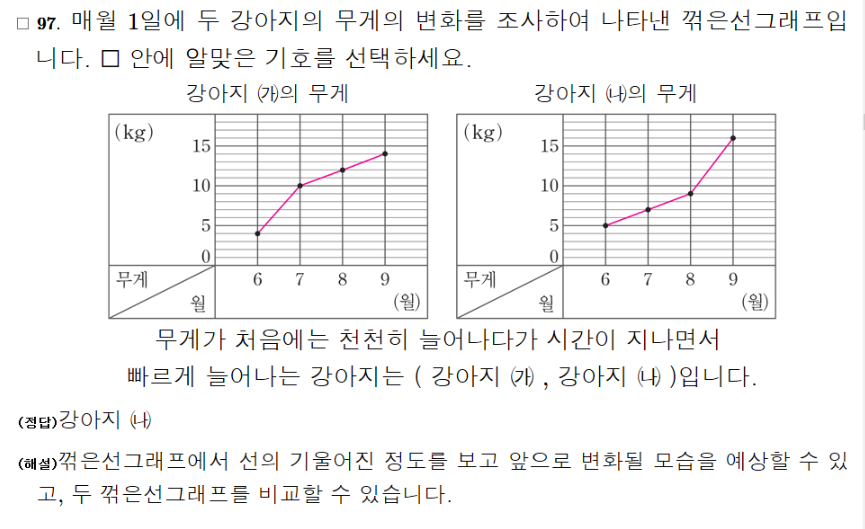 □ 97. 매월 1일에 두 강아지의 무게의 변화를 조사하여 나타낸 꺾은선그래프입
니다. □ 안에 알맞은 기호를 선택하세요.
강아지 ㈎의 무게
(kg)
15
10
5
0
무게
월
6 7 8 9
(월)
강아지 ㈏의 무게
(kg)
15
10
5
0
무게
월
6 7 8 9
(월)
무게가 처음에는 천천히 늘어나다가 시간이 지나면서
빠르게 늘어나는 강아지는 ( 강아지 ㈎ , 강아지 ㈏ )입니다.
(정답)강아지 ㈏
(해설)꺾은선그래프에서 선의 기울어진 정도를 보고 앞으로 변화될 모습을 예상할 수 있
고, 두 꺾은선그래프를 비교할 수 있습니다.